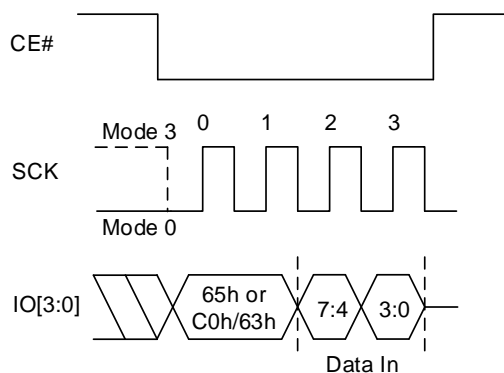 CE#
Mode 3 0 1 2 3
SCK
Mode 0
IO[3:0]
65h or
C0h/63h
7:4 3:0
Data In